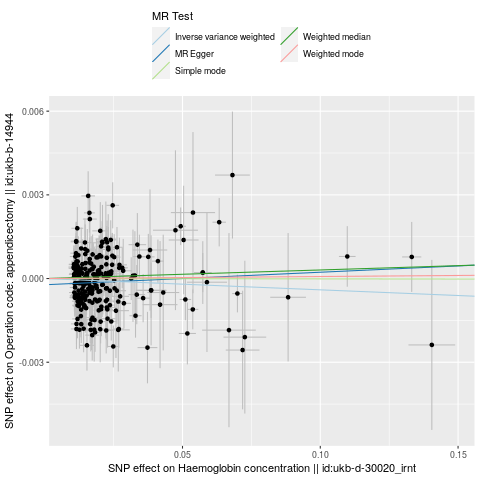 MR Test
Inverse variance weighted
Weighted median
MR Egger
Weighted mode
Simple mode
SNP effect on Operation code: appendicectomy || id:ukb-b-14944
0.006
0.003
0.000
-0.003
0.05
0.10
0.15
SNP effect on Haemoglobin concentration || id:ukb-d-30020_irnt